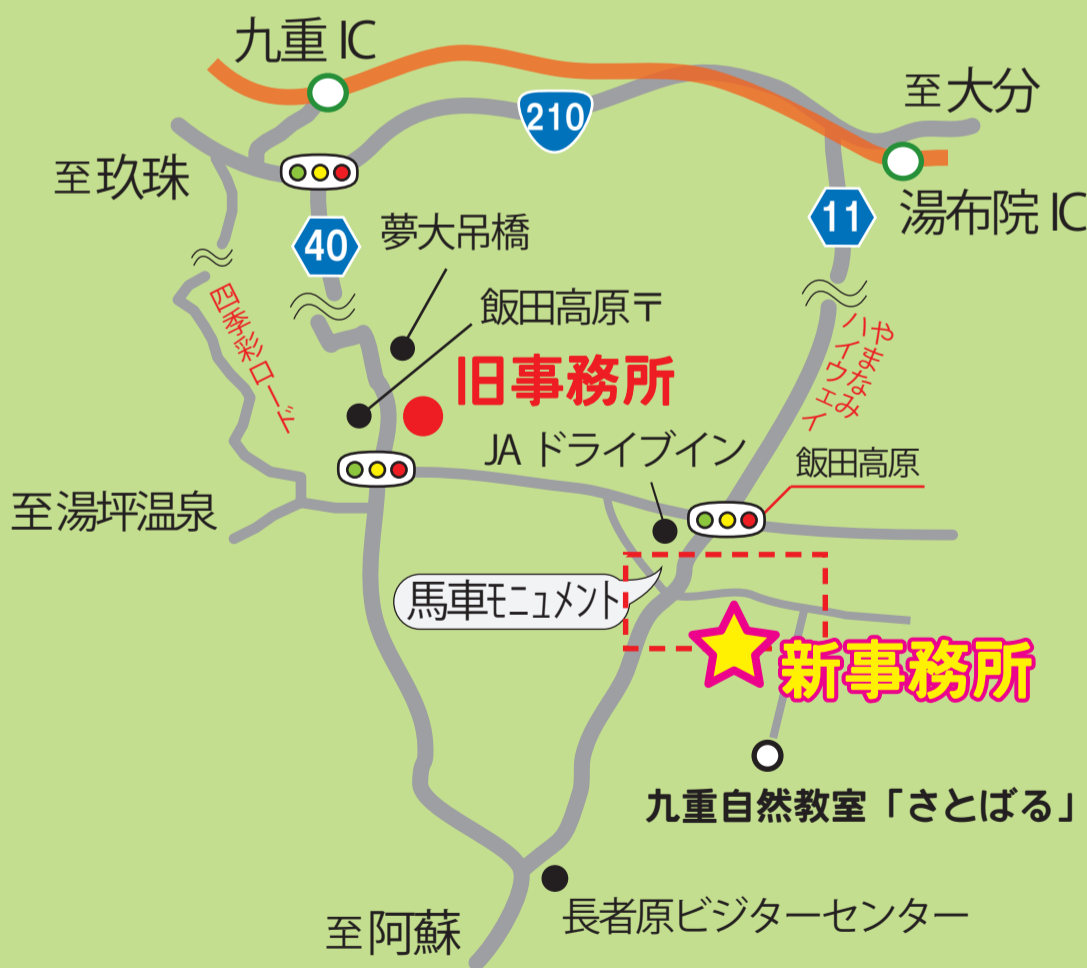 九重 IC
至大分
210
至玖珠
湯布院 IC
11
40
夢大吊橋
飯田高原〒
四季彩ロード
やまなみ
ハイウェイ
旧事務所
JA ドライブイン
飯田高原
至湯坪温泉
馬車モニュメント
新事務所
九重自然教室「さとばる」
長者原ビジターセンター
至阿蘇